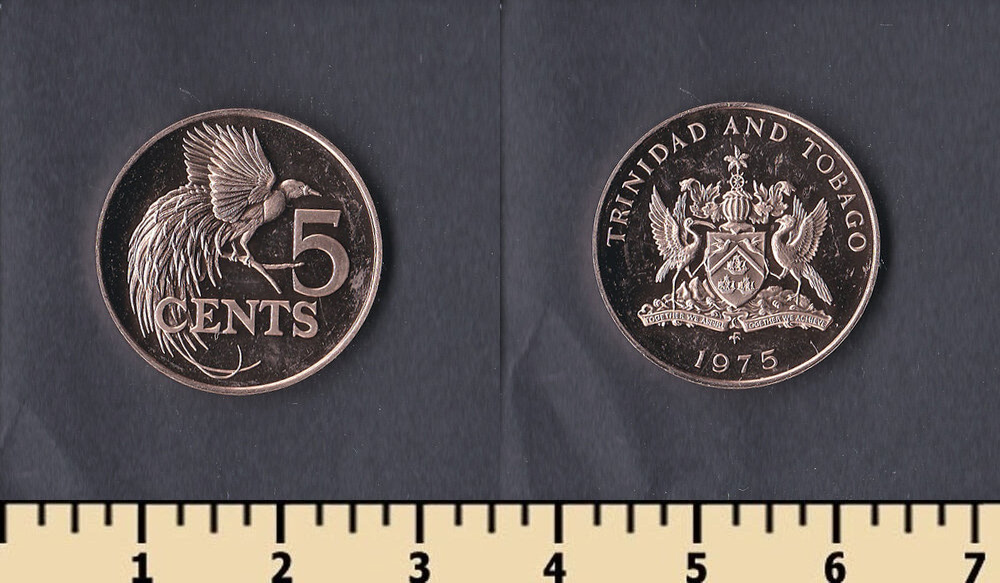 5
CENTS
TRINIDAD AND TOBAGO
TOGETHER WE ASPIRE
TOGETHER WE ACHIEVE
1975
1 2 3 4 5 6 7